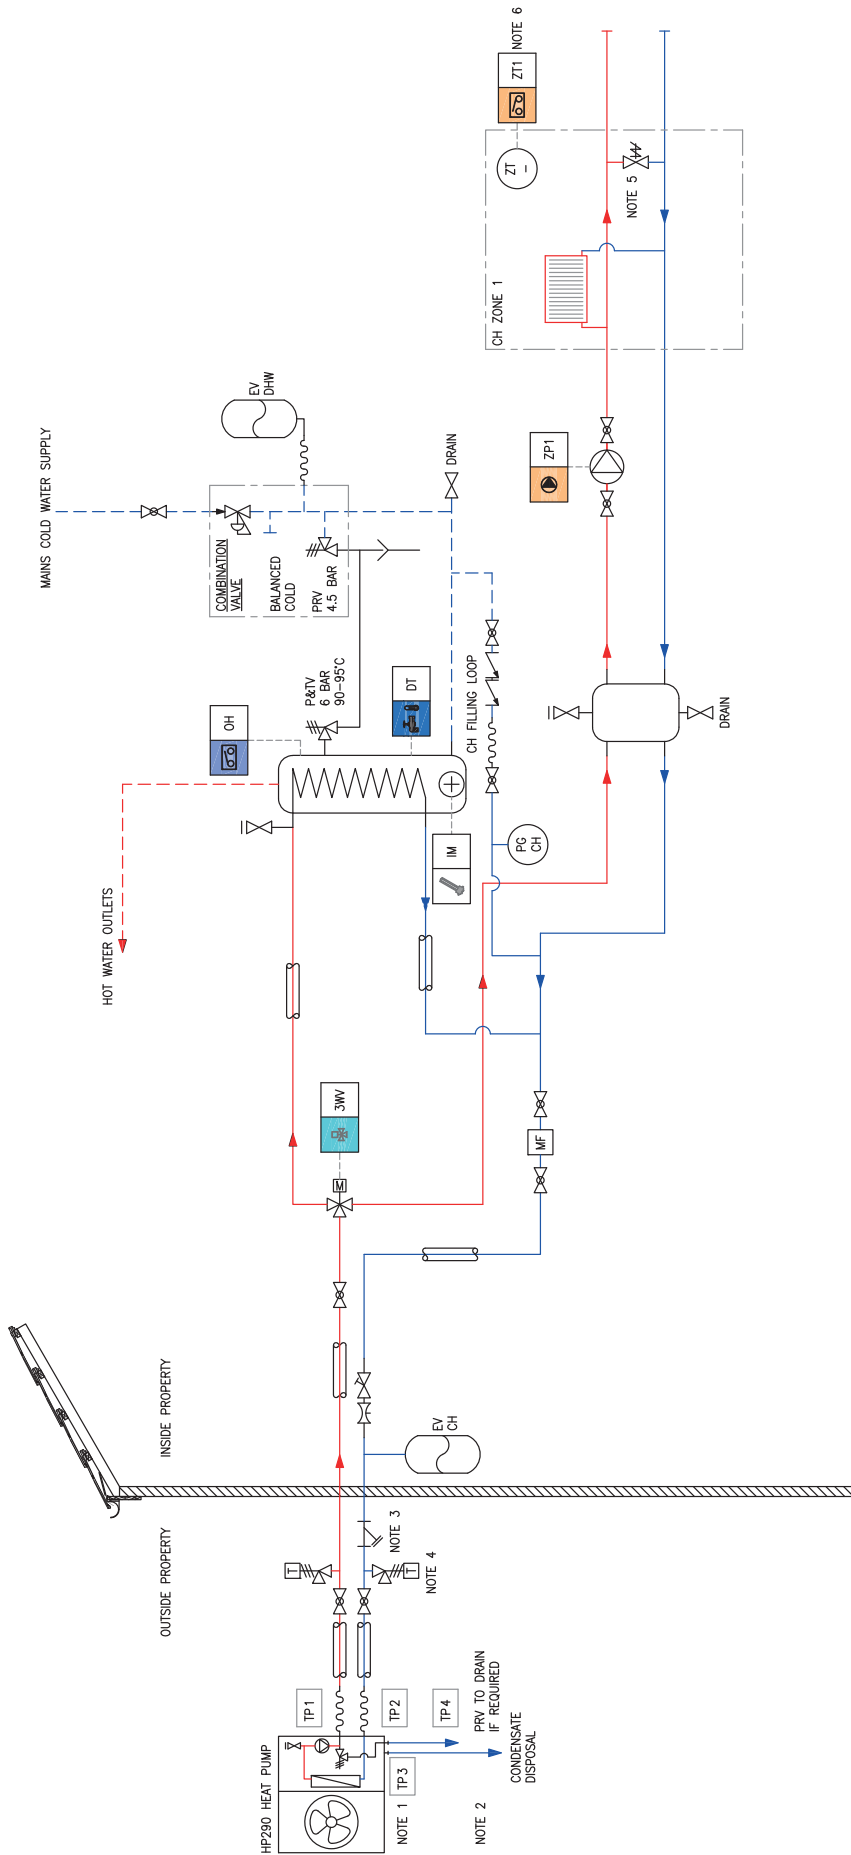 HP290 HEAT PUMP
TP1
TP2
TP3
TP4
NOTE 1
NOTE 2
PRV TO DRAIN
IF REQUIRED
CONDENSATE
DISPOSAL
OUTSIDE PROPERTY
INSIDE PROPERTY
T
T
NOTE 3
NOTE 4
EV
CH
M
3WV
MF
HOT WATER OUTLETS
OH
IM
DT
P&TV
6 BAR
90-95°C
PG
CH
CH FILLING LOOP
MAINS COLD WATER SUPPLY
COMBINATION
VALVE
BALANCED
COLD
PRV
4.5 BAR
EV
DHW
DRAIN
DRAIN
ZP1
CH ZONE 1
NOTE 5
ZT
-
ZT1
NOTE 6